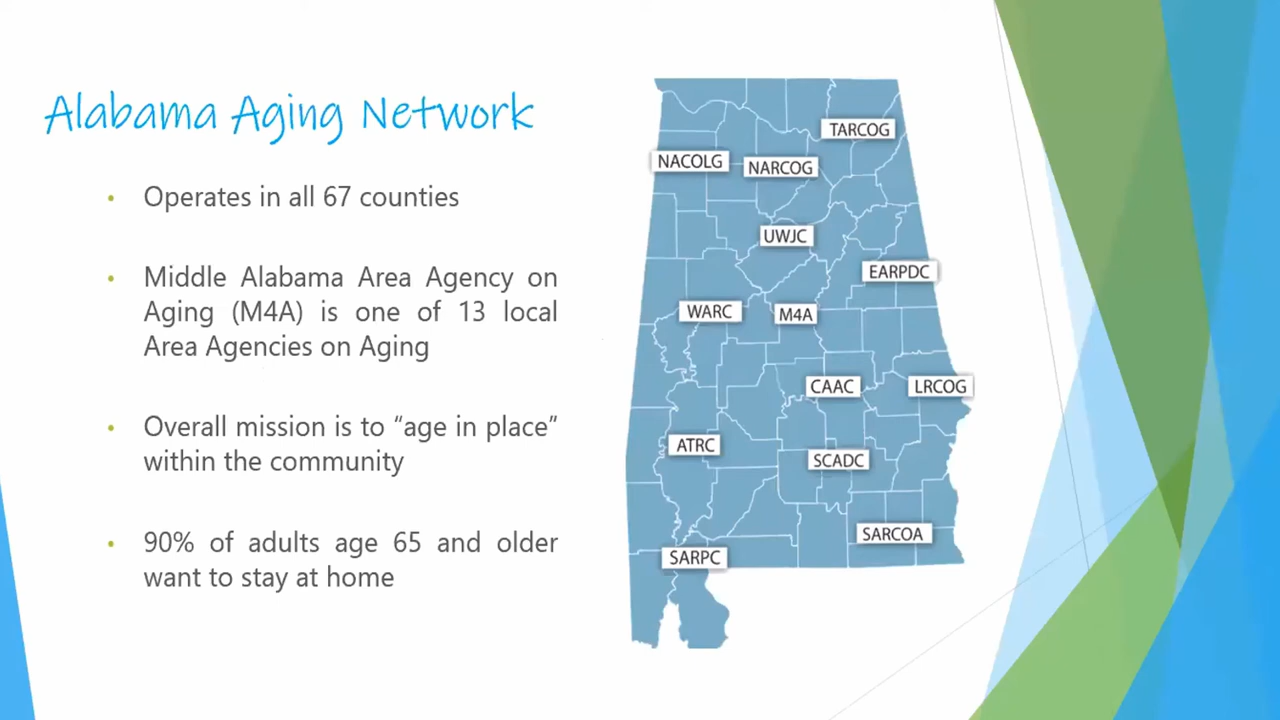 Alabama Aging Network
• Operates in all 67 counties
• Middle Alabama Area Agency on
Aging (M4A) is one of 13 local
Area Agencies on Aging
• Overall mission is to “age in place”
within the community
• 90% of adults age 65 and older
want to stay at home
TARCOG
NACOLG
NARCOG
UWJC
EARPDC
WARC
M4A
CAAC
LRCOG
ATRC
SCADC
SARCOA
SARPC